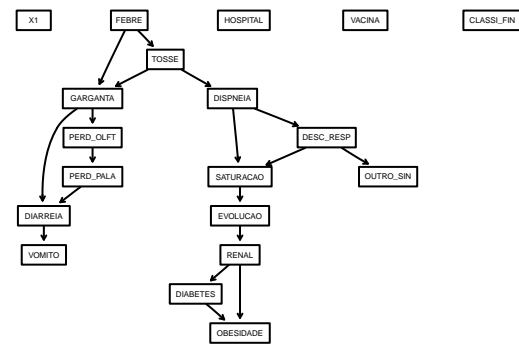 X1 FEBRE HOSPITAL VACINA CLASSI_FIN
TOSSE
GARGANTA DISPNEIA
PERD_OLFT DESC_RESP
PERD_PALA SATURACAO OUTRO_SIN
DIARREIA EVOLUCAO
VOMITO RENAL
DIABETES
OBESIDADE